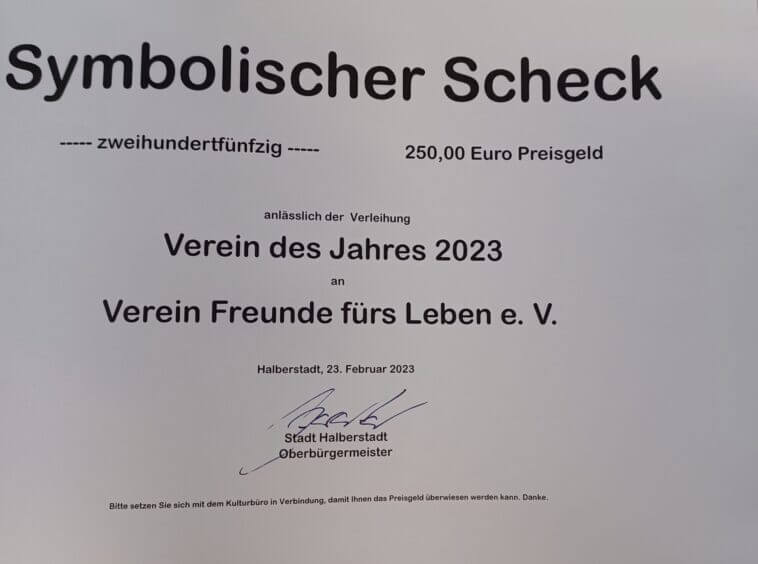 Symbolischer Scheck
----- zweihundertfünfzig ----- 250,00 Euro Preisgeld
anlässlich der Verleihung
Verein des Jahres 2023
an
Verein Freunde fürs Leben e. V.
Halberstadt, 23. Februar 2023
Stadt Halberstadt
Oberbürgermeister
Bitte setzen Sie sich mit dem Kulturbüro in Verbindung, damit Ihnen das Preisgeld überwiesen werden kann. Danke.